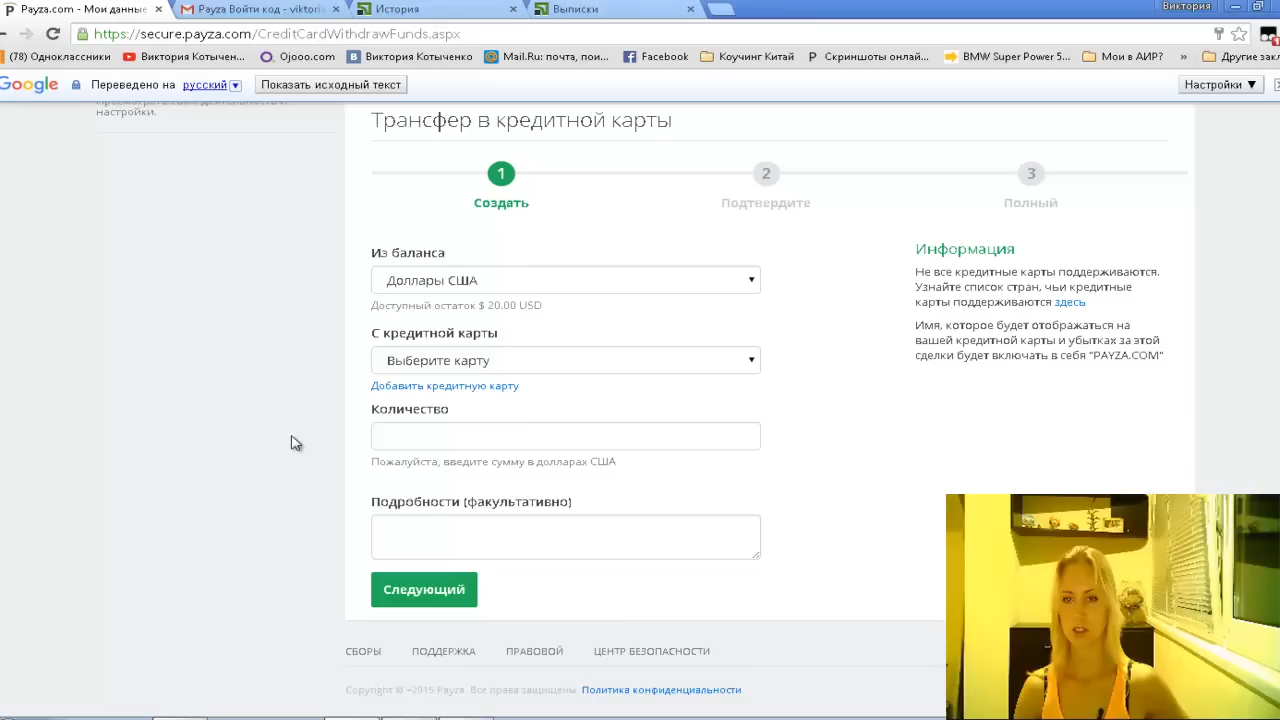 Payza.com - Мои данные
Payza Войти код - viktorie
История
Выписки
Виктория
https://secure.payza.com/CreditCardWithdrawFunds.aspx
(78) Одноклассники
Виктория Котыченко
Ojooo.com
Виктория Котыченко
Mail.Ru: почта, пои...
Facebook
Коучинг Китай
Скриншоты онлай...
BMW Super Power 5...
Мои в АИР?
»
Другие закл
Google
Переведено на
русский
Показать исходный текст
Настройки ▼
настройки.
Трансфер в кредитной карты
1
2
3
Создать
Подтвердите
Полный
Из баланса
Доллары США
Доступный остаток $ 20.00 USD
С кредитной карты
Выберите карту
Добавить кредитную карту
Количество
Пожалуйста, введите сумму в долларах США
Подробности (факультативно)
Следующий
Информация
Не все кредитные карты поддерживаются.
Узнайте список стран, чьи кредитные
карты поддерживаются здесь
Имя, которое будет отображаться на
вашей кредитной карты и убытках за этой
сделки будет включать в себя "PAYZA.COM"
СБОРЫ
ПОДДЕРЖКА
ПРАВОВОЙ
ЦЕНТР БЕЗОПАСНОСТИ
Copyright © ~2015 Payza. Все права защищены.
Политика конфиденциальности